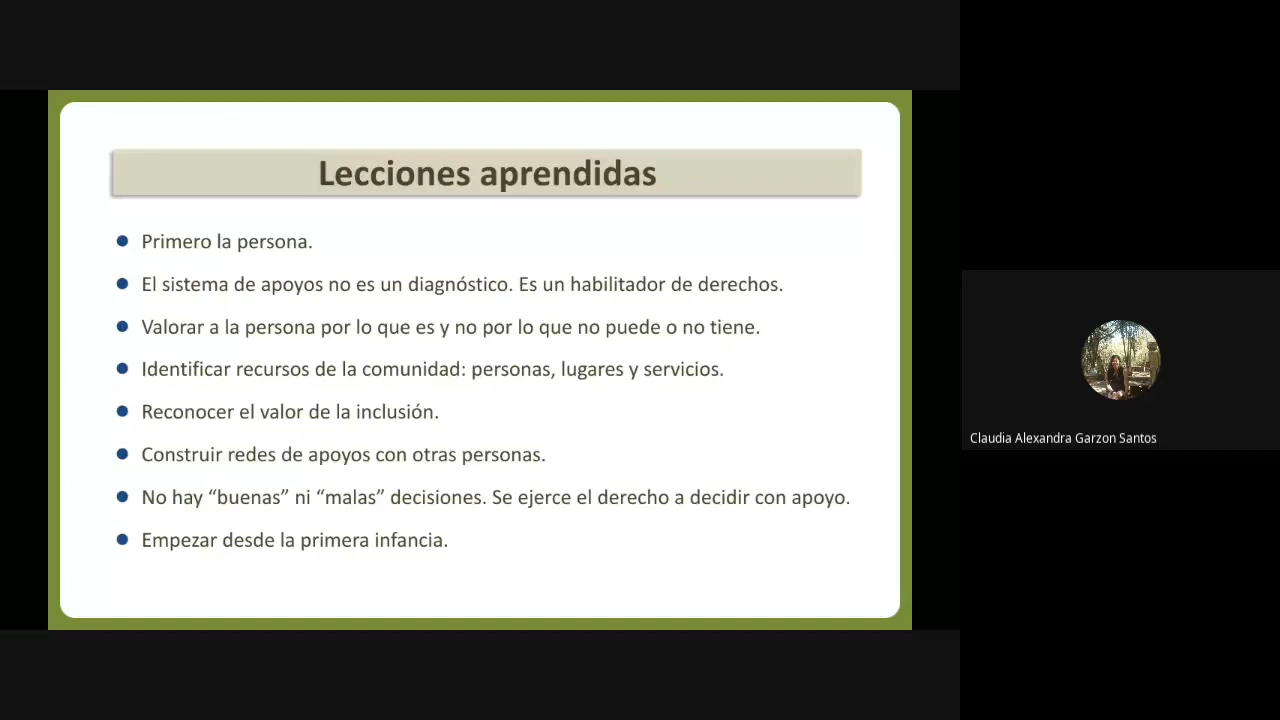 Lecciones aprendidas
Primero la persona.
El sistema de apoyos no es un diagnóstico. Es un habilitador de derechos.
Valorar a la persona por lo que es y no por lo que no puede o no tiene.
Identificar recursos de la comunidad: personas, lugares y servicios.
Reconocer el valor de la inclusión.
Construir redes de apoyos con otras personas.
No hay “buenas” ni “malas” decisiones. Se ejerce el derecho a decidir con apoyo.
Empezar desde la primera infancia.
Claudia Alexandra Garzon Santos